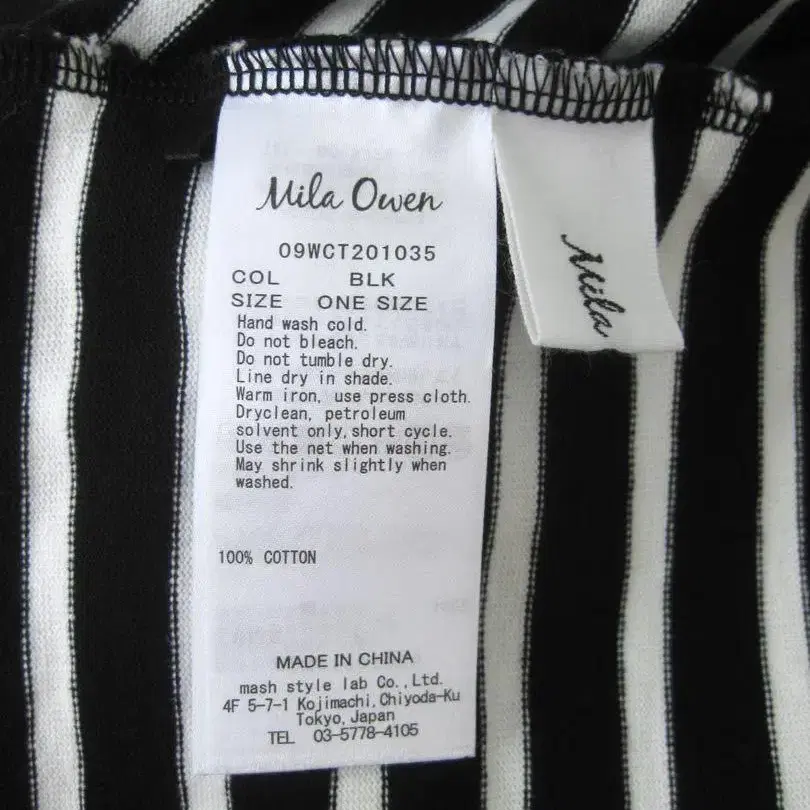 Mila Owen
09WCT201035
COL BLK
SIZE ONE SIZE
Hand wash cold.
Do not bleach.
Do not tumble dry.
Line dry in shade.
Warm iron, use press cloth.
Dryclean, petroleum
solvent only,short cycle.
Use the net when washing.
May shrink slightly when
washed.
100% COTTON
MADE IN CHINA
mash style lab Co.,Ltd.
4F 5-7-1 Kojimachi,Chiyoda-Ku
Tokyo,Japan
TEL 03-5778-4105
Mila